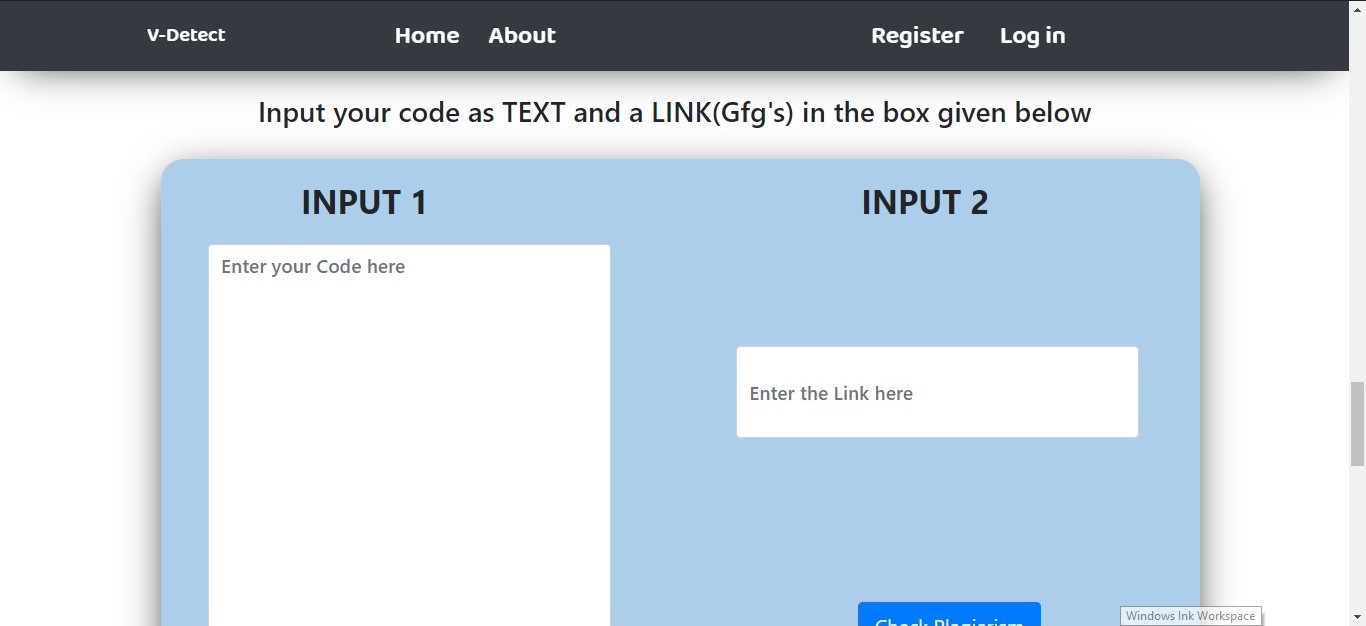 V-Detect Home About Register Log in
Input your code as TEXT and a LINK(Gfg's) in the box given below
INPUT 1 INPUT 2
Enter your Code here
Enter the Link here
Check Plagiarism
Windows Ink Workspace